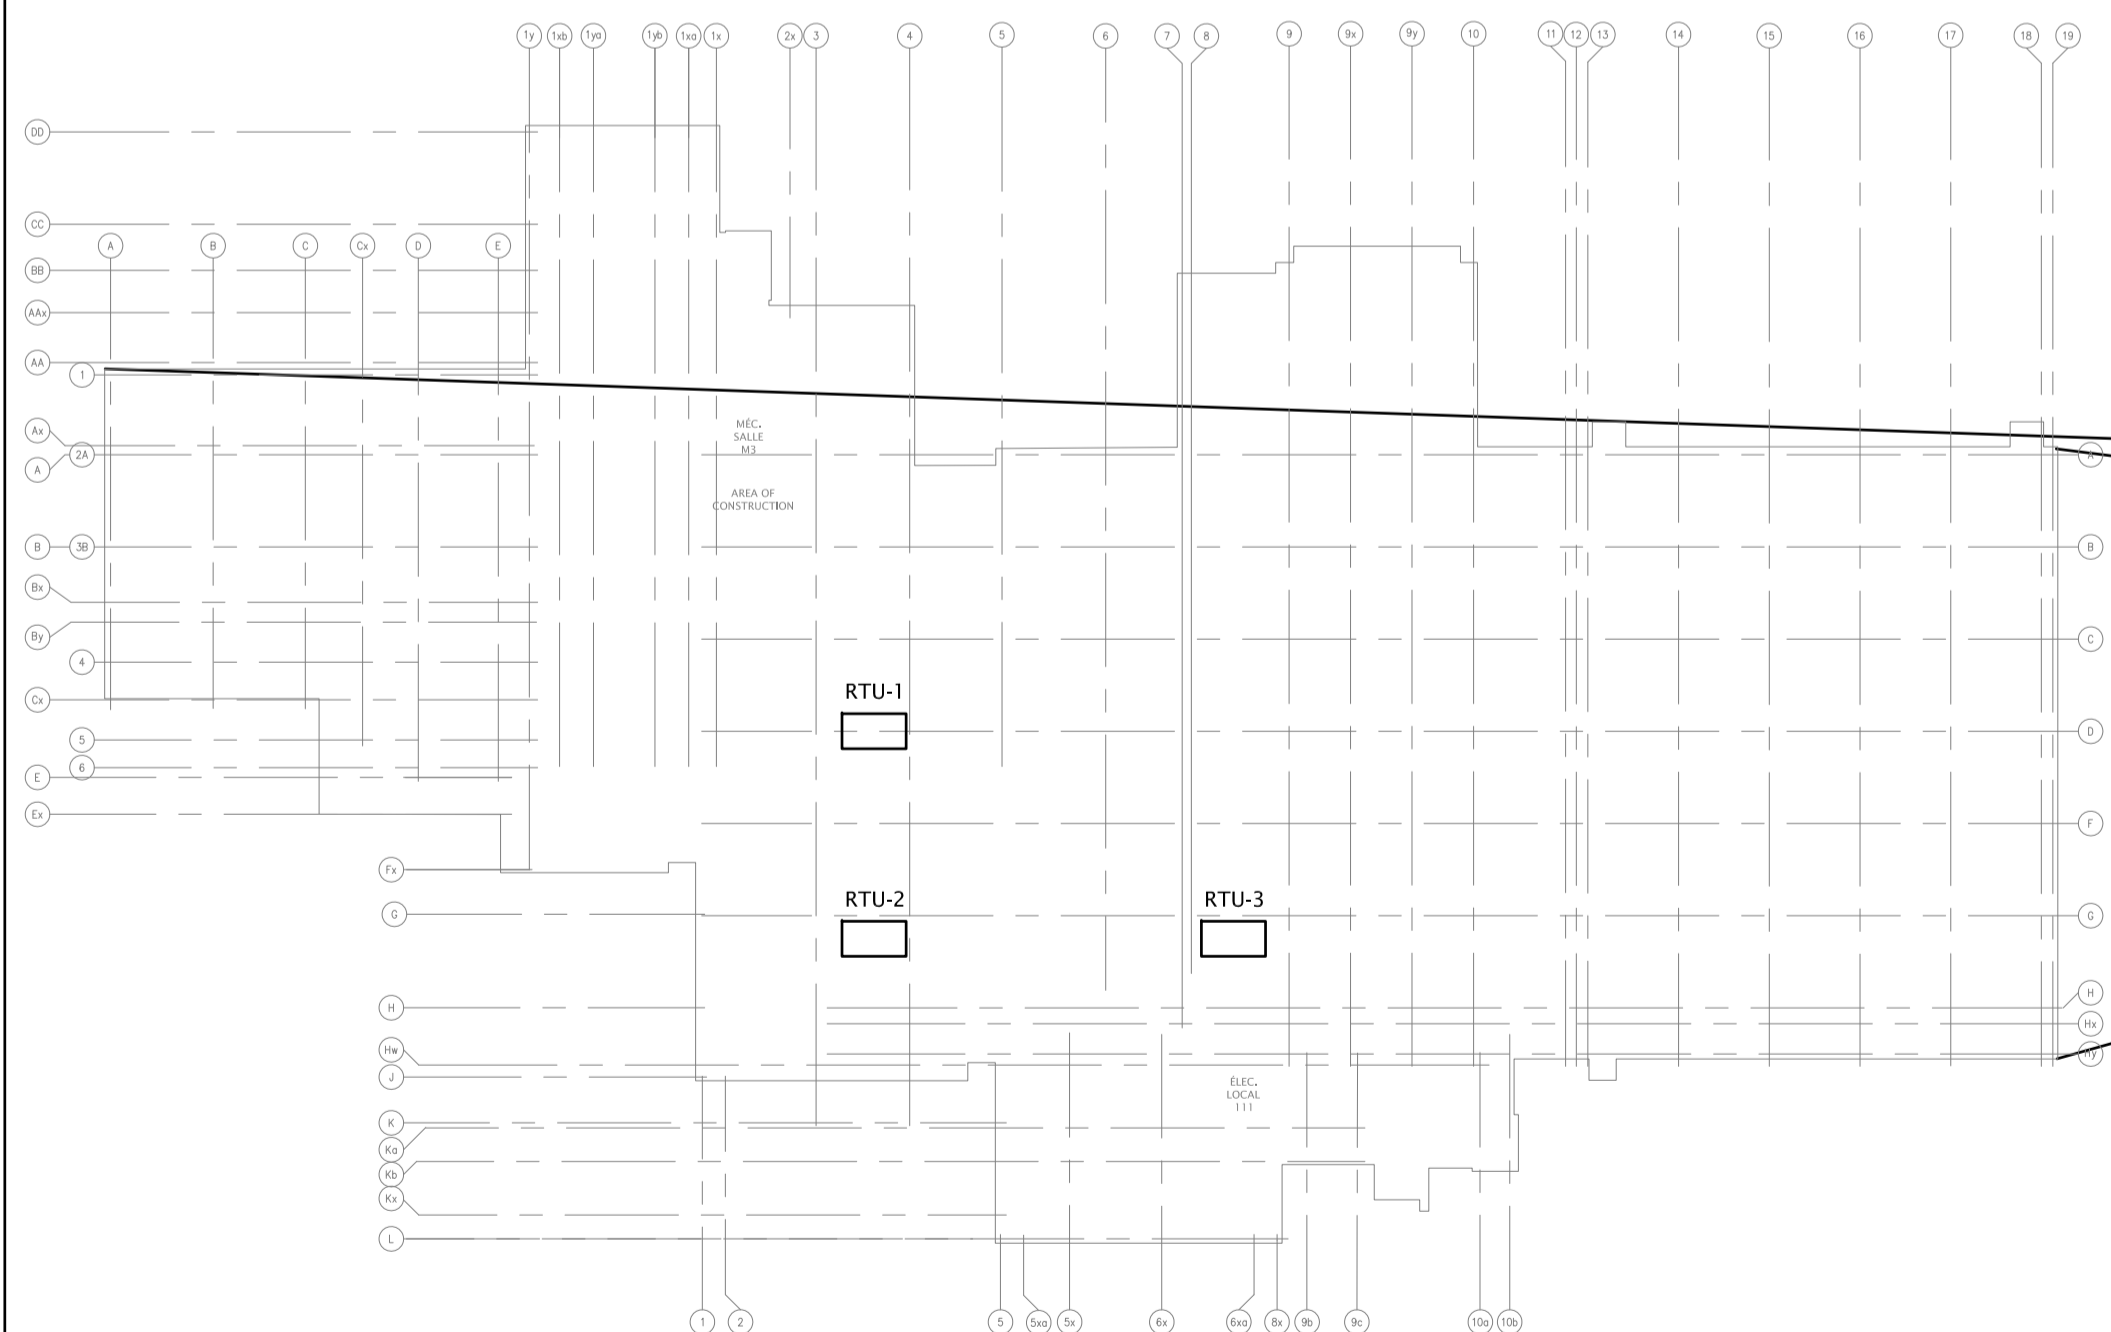 1y 1xb 1ya 1yb 1xa 1x 2x 3 4 5 6 7 8 9 9x 9y 10 11 12 13 14 15 16 17 18 19
DD
CC
A B C Cx D E
BB
AAx
AA
1
Ax
2A
A
A
MÉC.
SALLE
M3
AREA OF
CONSTRUCTION
B 3B B
Bx
By
C
4
Cx
RTU-1
D
5
6
E
Ex
F
Fx
RTU-2 RTU-3
G G
H H
Hx
Hw
Hy
J
ÉLEC.
LOCAL
111
K
Ka
Kb
Kx
L
1 2 5 5xa 5x 6x 6xa 8x 9b 9c 10a 10b